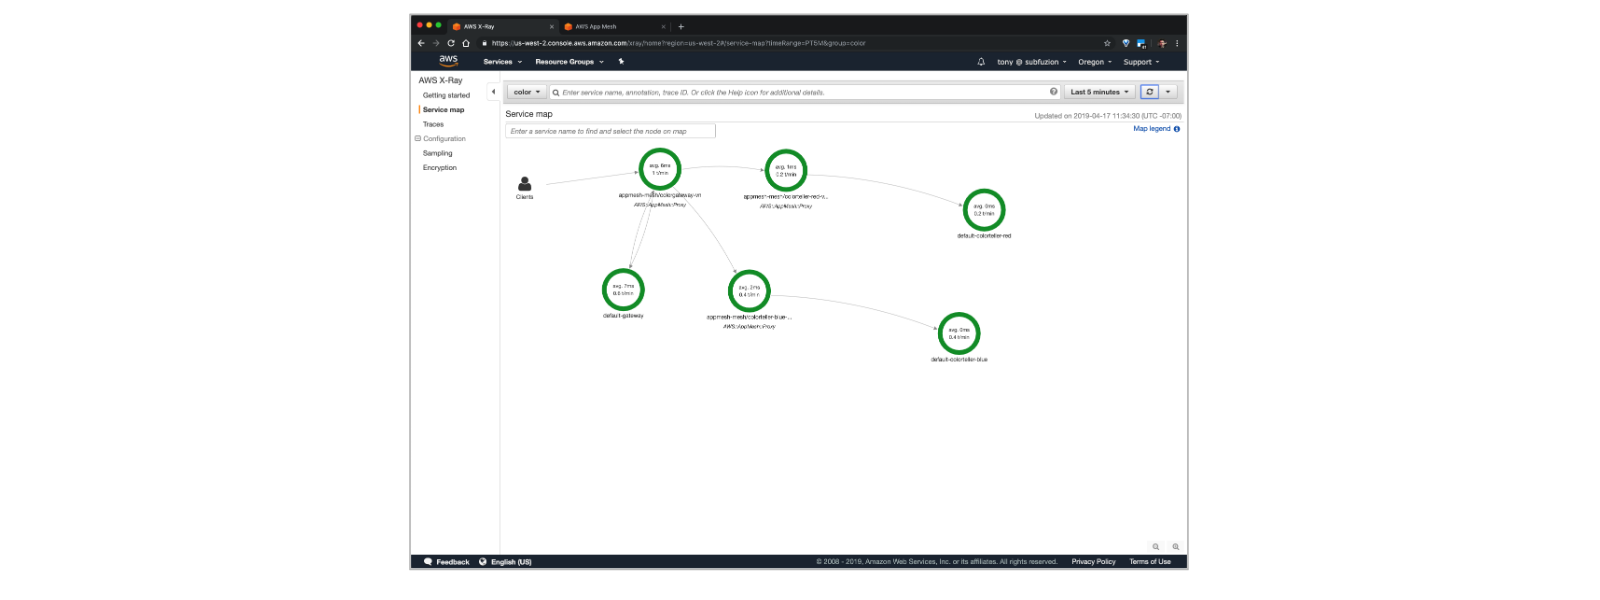 AWS X-Ray
AWS App Mesh
https://us-west-2.console.aws.amazon.com/xray/home?region=us-west-2#/service-map?timeRange=PT5M&group=color
aws
Services
Resource Groups
tony @ subfuzion
Oregon
Support
AWS X-Ray
Getting started
Service map
Traces
Configuration
Sampling
Encryption
color
Enter service name, annotation, trace ID. Or click the Help icon for additional details.
Last 5 minutes
Service map
Updated on 2019-04-17 11:34:30 (UTC -07:00)
Enter a service name to find and select the node on map
Map legend
Clients
avg. 6ms
1 t/min
appmesh-mesh/colorgateway-vn
AWS::AppMesh::Proxy
avg. 1ms
0.2 t/min
appmesh-mesh/colorteller-red-v...
AWS::AppMesh::Proxy
avg. 0ms
0.2 t/min
default-colorteller-red
avg. 7ms
0.6 t/min
default-gateway
avg. 2ms
0.4 t/min
appmesh-mesh/colorteller-blue-...
AWS::AppMesh::Proxy
avg. 0ms
0.4 t/min
default-colorteller-blue
Feedback
English (US)
© 2008 - 2019, Amazon Web Services, Inc. or its affiliates. All rights reserved.
Privacy Policy
Terms of Use